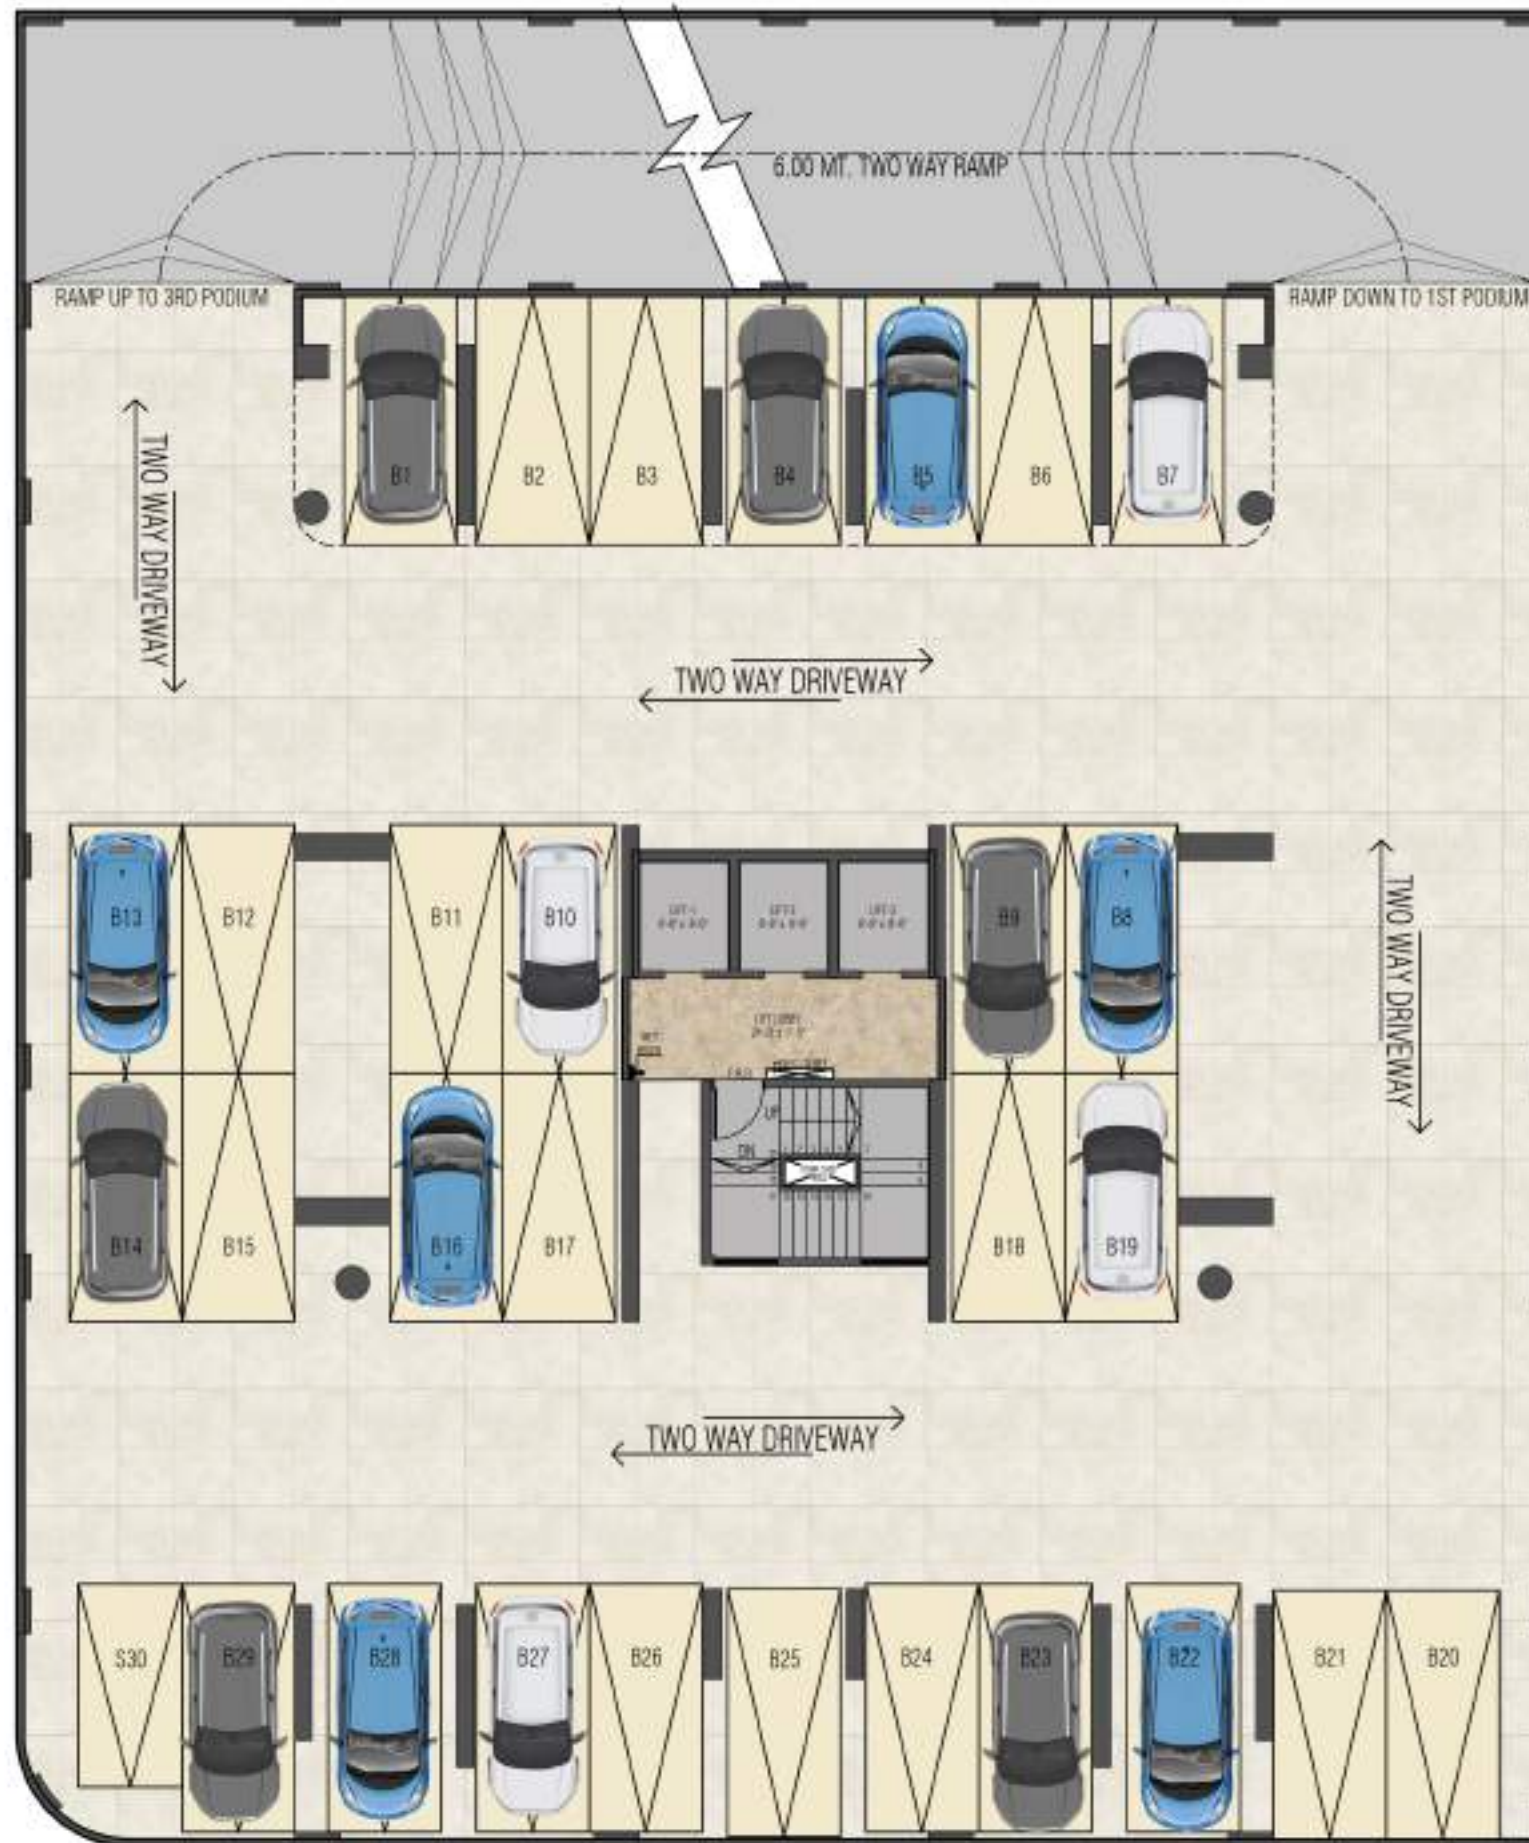 6.00 MT. TWO WAY RAMP
RAMP UP TO 3RD PODIUM
RAMP DOWN TO 1ST PODIUM
B1
B2
B3
B4
B5
B6
B7
TWO WAY DRIVEWAY
TWO WAY DRIVEWAY
B13
B12
B11
B10
B9
B8
TWO WAY DRIVEWAY
UP
DN
B14
B15
B16
B17
B18
B19
TWO WAY DRIVEWAY
S30
B29
B28
B27
B26
B25
B24
B23
B22
B21
B20